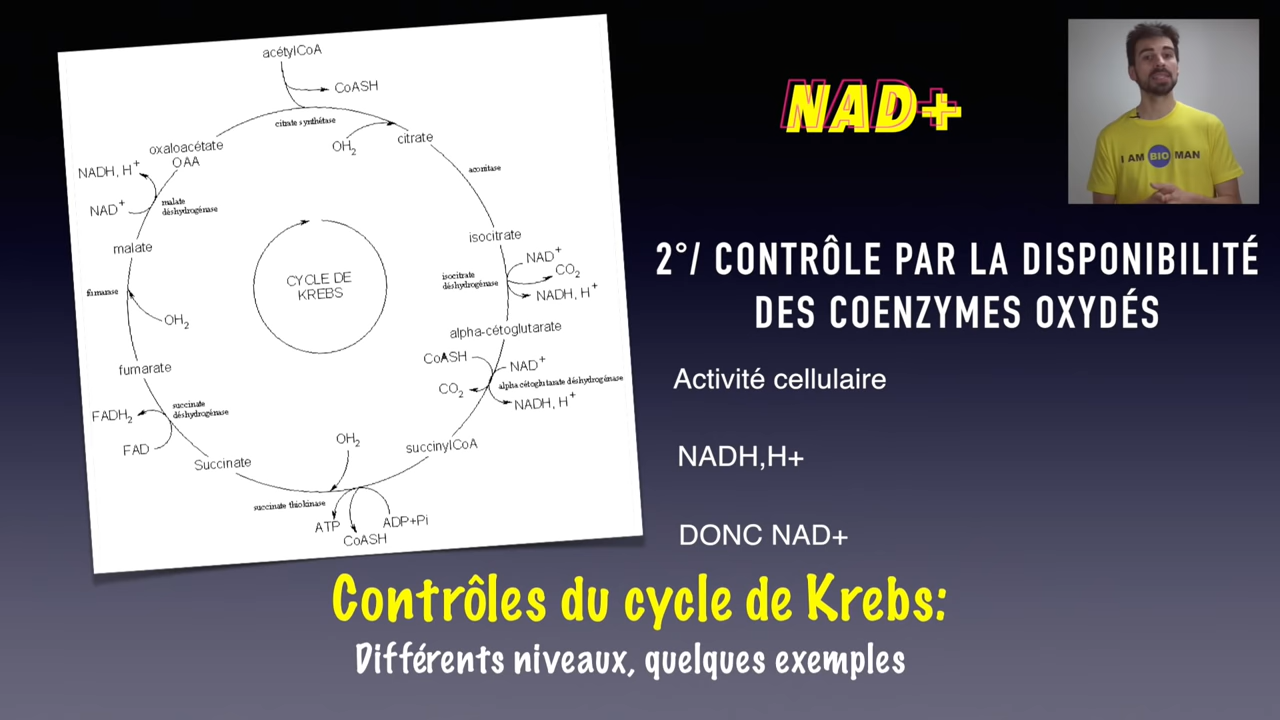 acétylCoA
CoASH
citrate synthétase
OH2
citrate
oxaloacétate
OAA
NADH, H+
NAD+
malate
déshydrogénase
malate
aconitase
isocitrate
NAD+
CO2
NADH, H+
isocitrate
déshydrogénase
CYCLE DE
KREBS
fumarase
OH2
alpha-cétoglutarate
CoASH
NAD+
CO2
alpha cétoglutarate déshydrogénase
NADH, H+
fumarate
succinate
déshydrogénase
FADH2
FAD
Succinate
OH2
succinylCoA
succinate thiokinase
ATP
ADP+Pi
CoASH
NAD+
I AM BIO MAN
2°/ CONTRÔLE PAR LA DISPONIBILITÉ
DES COENZYMES OXYDÉS
Activité cellulaire
NADH,H+
DONC NAD+
Contrôles du cycle de Krebs:
Différents niveaux, quelques exemples